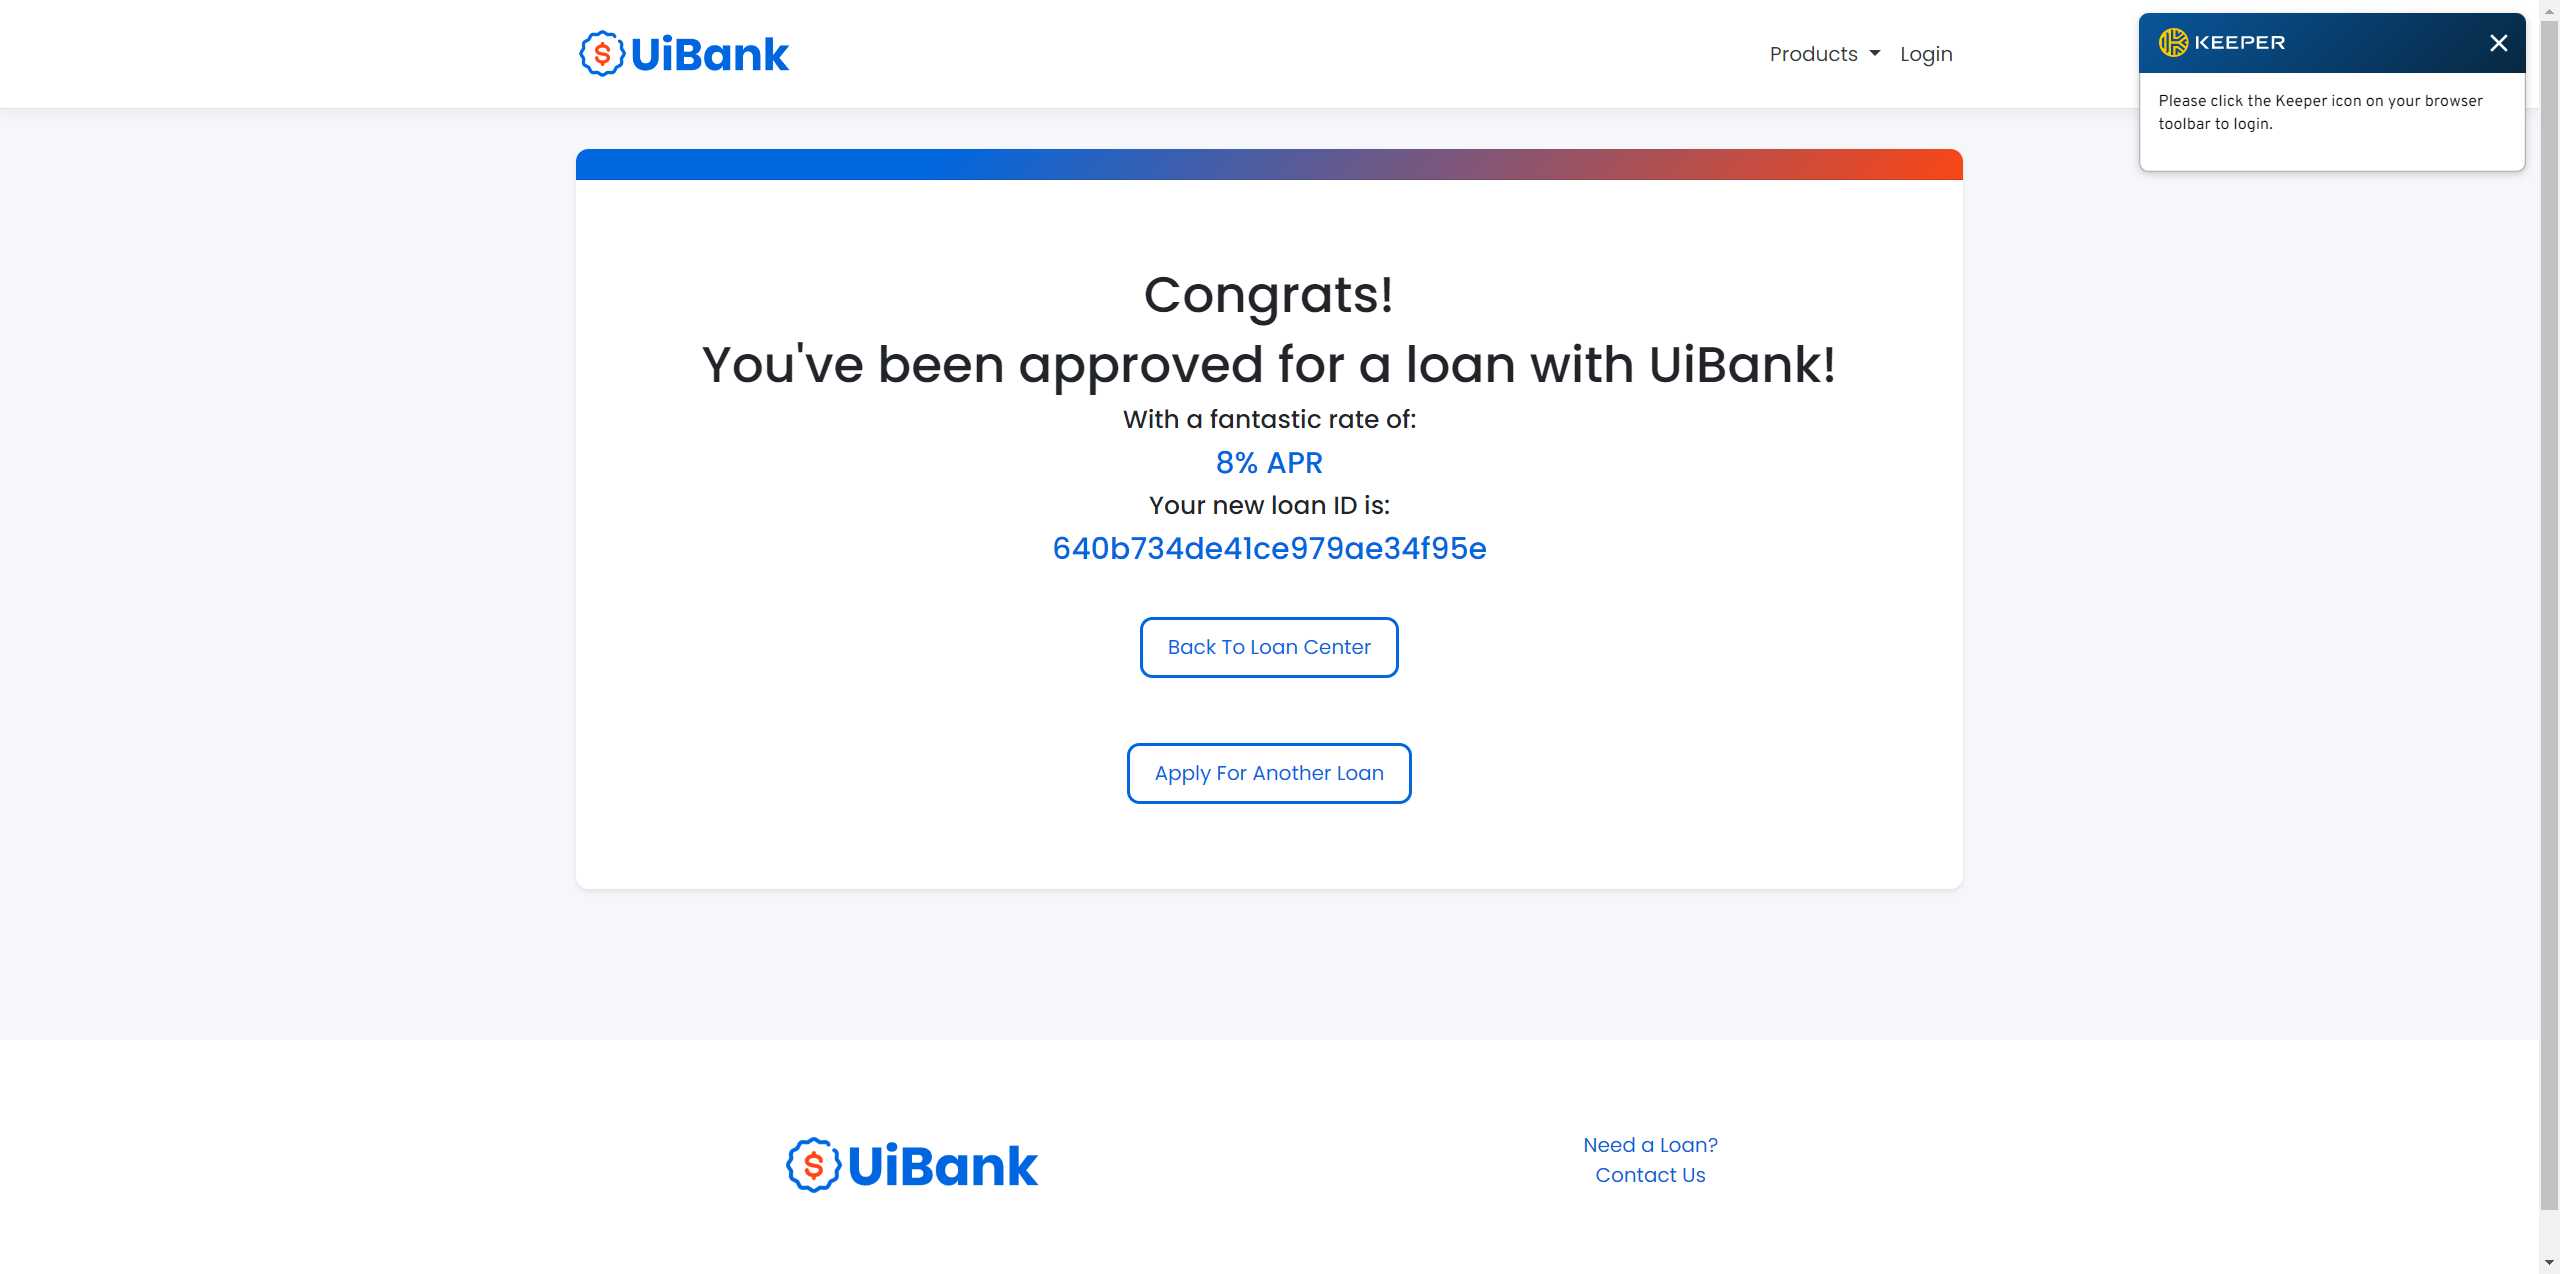 UiBank
Products
Login
KEEPER
Please click the Keeper icon on your browser
toolbar to login.
Congrats!
You've been approved for a loan with UiBank!
With a fantastic rate of:
8% APR
Your new loan ID is:
640b734de41ce979ae34f95e
Back To Loan Center
Apply For Another Loan
UiBank
Need a Loan?
Contact Us